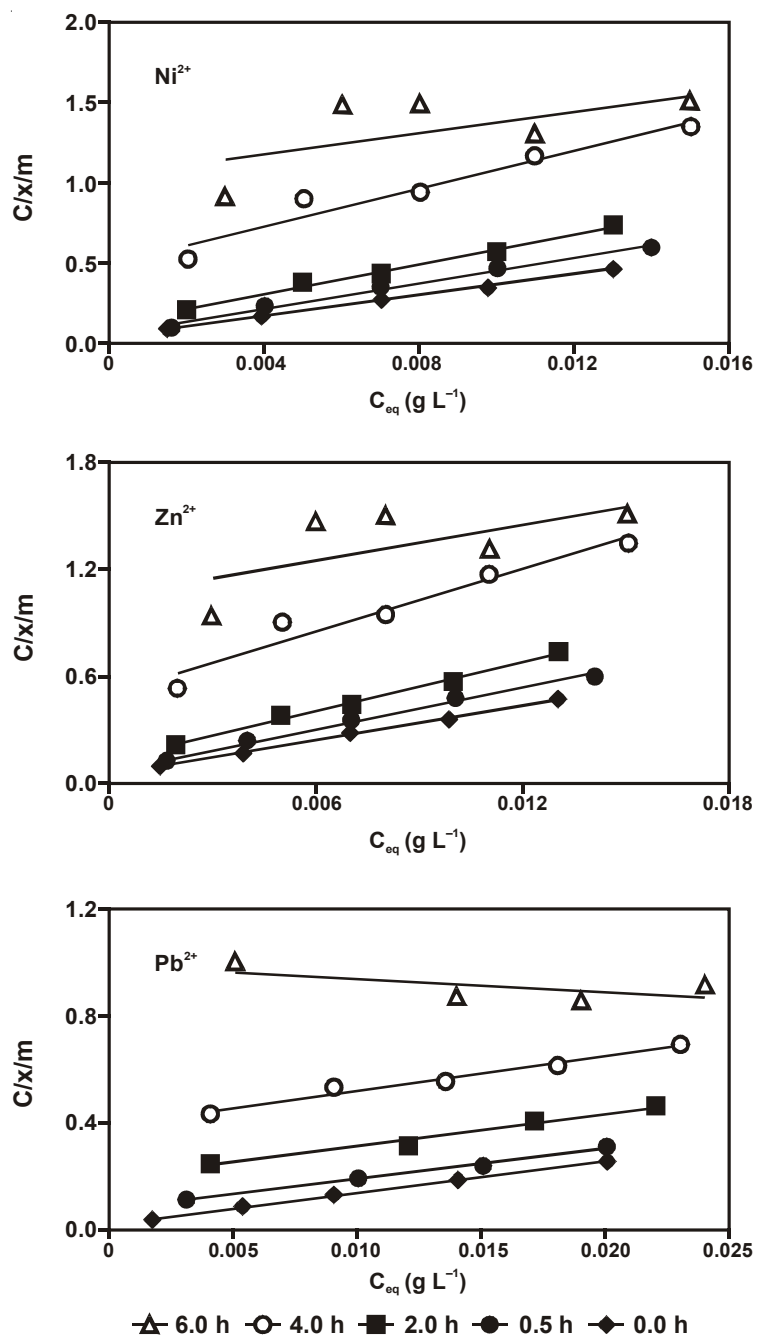 2.0
Ni²⁺
1.5
C/x/m
1.0
0.5
0.0
0 0.004 0.008 0.012 0.016
Ceq (g L⁻¹)
1.8
Zn²⁺
1.2
C/x/m
0.6
0.0
0 0.006 0.012 0.018
Ceq (g L⁻¹)
1.2
Pb²⁺
0.8
C/x/m
0.4
0.0
0 0.005 0.010 0.015 0.020 0.025
Ceq (g L⁻¹)
6.0 h 4.0 h 2.0 h 0.5 h 0.0 h